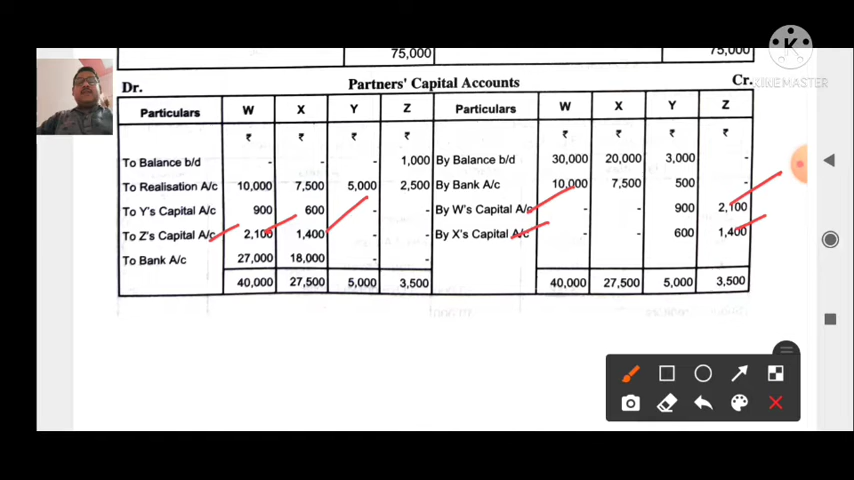 75,000 75,000
KINEMASTER
Dr. Partners' Capital Accounts Cr.
Particulars W X Y Z Particulars W X Y Z
₹ ₹ ₹ ₹ ₹ ₹ ₹ ₹
To Balance b/d - - - 1,000 By Balance b/d 30,000 20,000 3,000 -
To Realisation A/c 10,000 7,500 5,000 2,500 By Bank A/c 10,000 7,500 500 -
To Y's Capital A/c 900 600 - - By W's Capital A/c - - 900 2,100
To Z's Capital A/c 2,100 1,400 - - By X's Capital A/c - - 600 1,400
To Bank A/c 27,000 18,000 - -
40,000 27,500 5,000 3,500 40,000 27,500 5,000 3,500